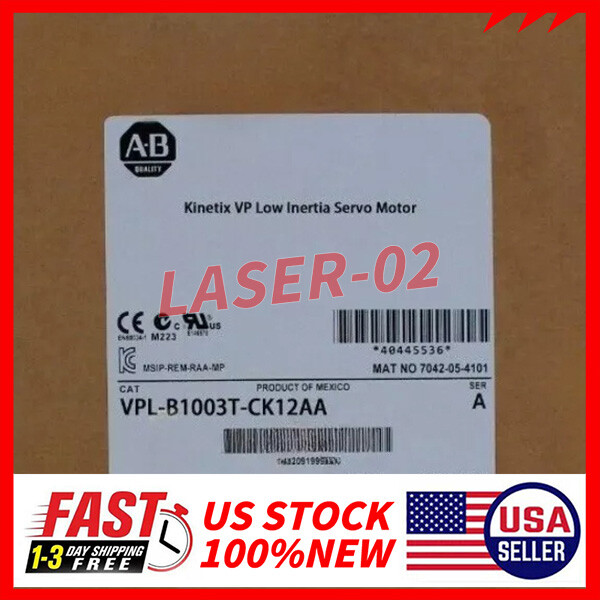 A-B
QUALITY
Kinetix VP Low Inertia Servo Motor
LASER-02
CE
C UL US
M223
*40445536*
MSIP-REM-RAA-MP
MAT NO 7042-05-4101
CAT
PRODUCT OF MEXICO
SER
VPL-B1003T-CK12AA
A
FAST
1-3 DAY SHIPPING
FREE
US STOCK
100%NEW
USA
SELLER